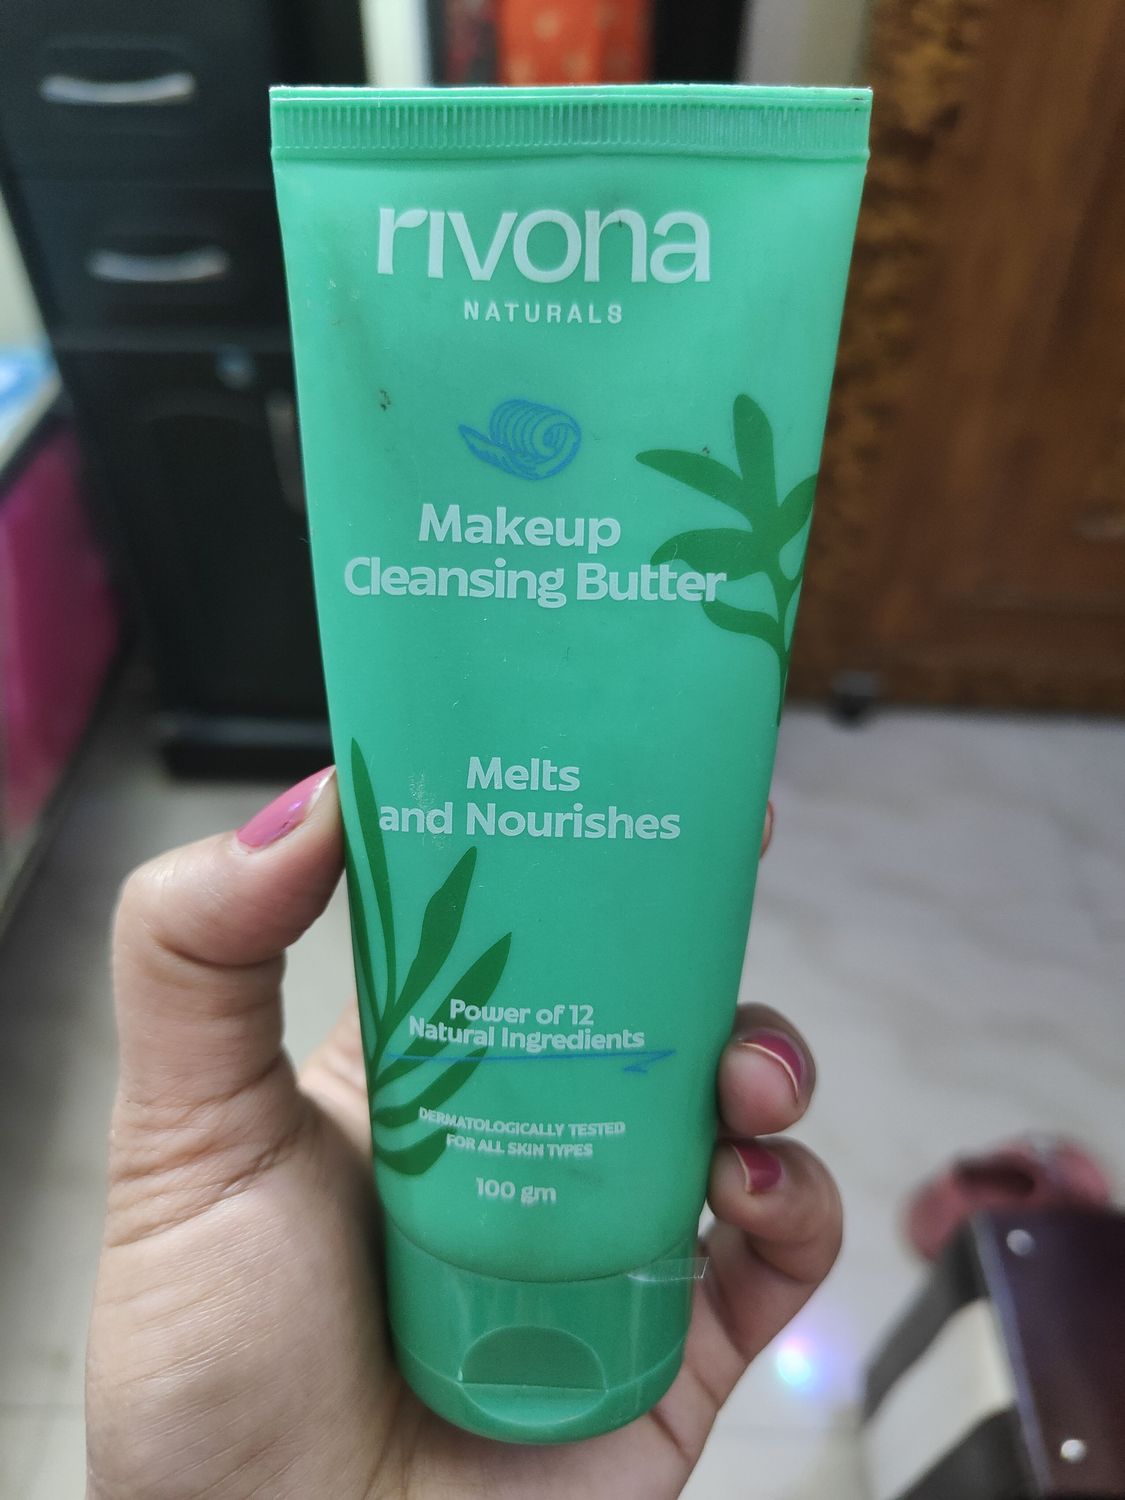 rivona
NATURALS
Makeup
Cleansing Butter
Melts
and Nourishes
Power of 12
Natural Ingredients
DERMATOLOGICALLY TESTED
FOR ALL SKIN TYPES
100 gm